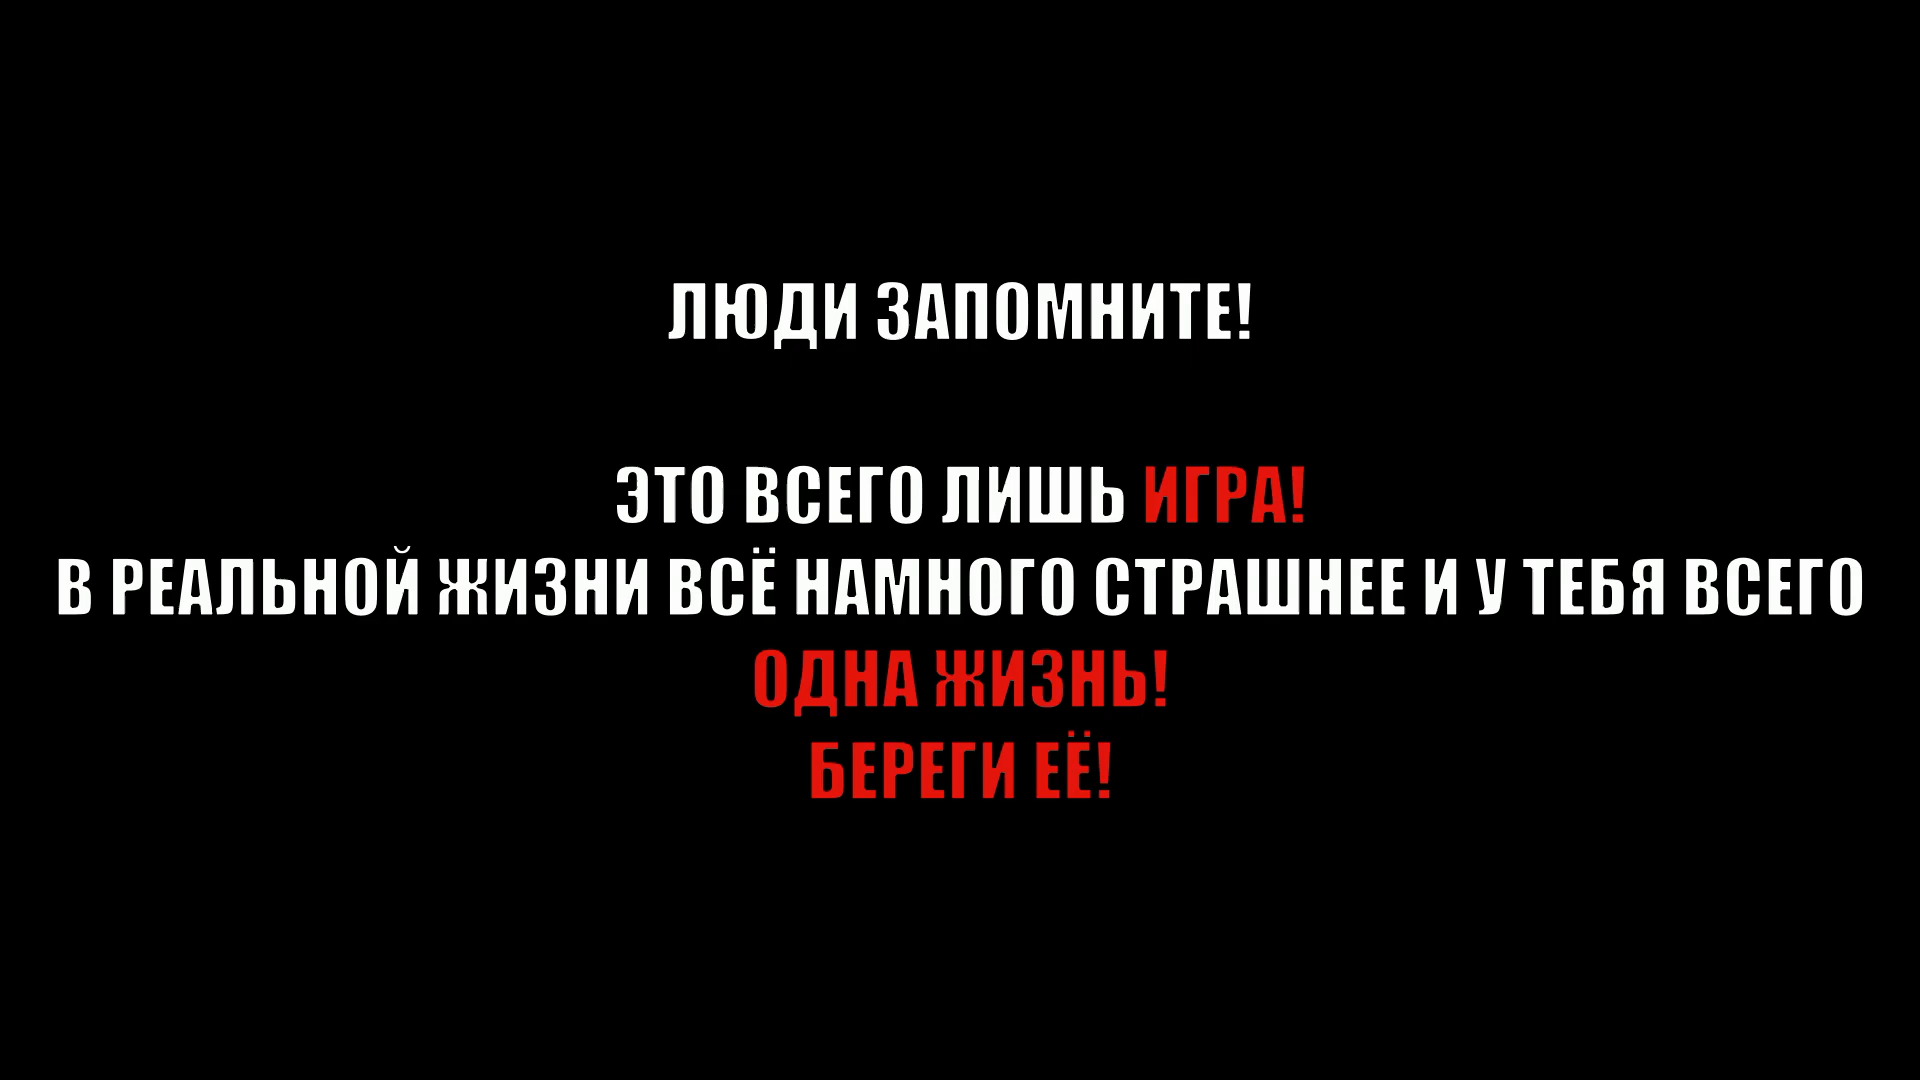 ЛЮДИ ЗАПОМНИТЕ!
ЭТО ВСЕГО ЛИШЬ ИГРА!
В РЕАЛЬНОЙ ЖИЗНИ ВСЁ НАМНОГО СТРАШНЕЕ И У ТЕБЯ ВСЕГО
ОДНА ЖИЗНЬ!
БЕРЕГИ ЕЁ!